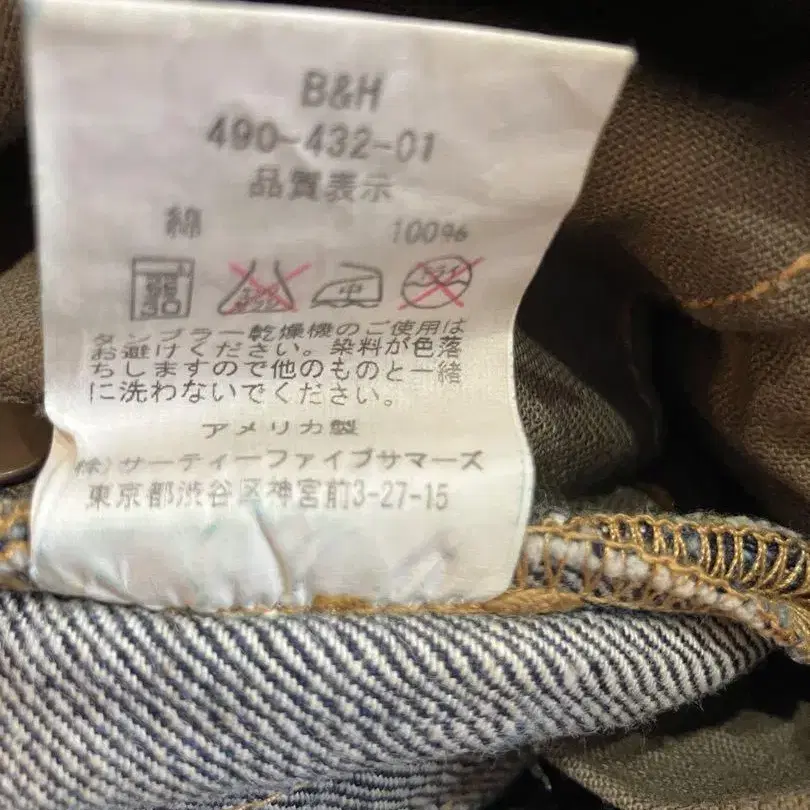 B&H
490-432-01
品質表示
綿 100%
中
タンブラー乾燥機のご使用は
お避けください。染料が色落
ちしますので他のものと一緒
に洗わないでください。
アメリカ製
(株)サーティーファイブサマーズ
東京都渋谷区神宮前3-27-15